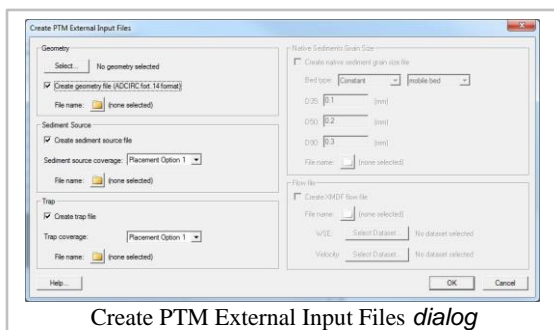 Create PTM External Input Files
Geometry
Select... No geometry selected
Create geometry file (ADCIRC fort.14 format)
File name: (none selected)
Sediment Source
Create sediment source file
Sediment source coverage: Placement Option 1
File name: (none selected)
Trap
Create trap file
Trap coverage: Placement Option 1
File name: (none selected)
Help...
Native Sediments Grain Size
Create native sediment grain size file
Bed type: Constant mobile bed
D35: 0.1 (mm)
D50: 0.2 (mm)
D90: 0.3 (mm)
File name: (none selected)
Flow file
Create XMDF flow file
File name: (none selected)
WSE: Select Dataset... No dataset selected
Velocity: Select Dataset... No dataset selected
OK Cancel
Create PTM External Input Files dialog